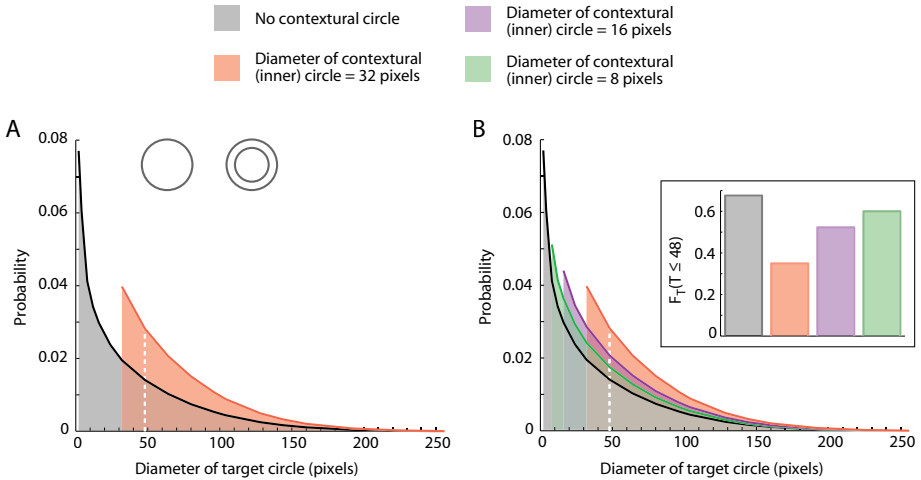 No contextural circle
Diameter of contextural
(inner) circle = 32 pixels
Diameter of contextural
(inner) circle = 16 pixels
Diameter of contextural
(inner) circle = 8 pixels
A
0.08
0.06
0.04
0.02
0
Probability
0
50
100
150
200
250
Diameter of target circle (pixels)
B
0.08
0.06
0.04
0.02
0
Probability
0
50
100
150
200
250
Diameter of target circle (pixels)
0.6
0.4
0.2
0
F_T(T ≤ 48)